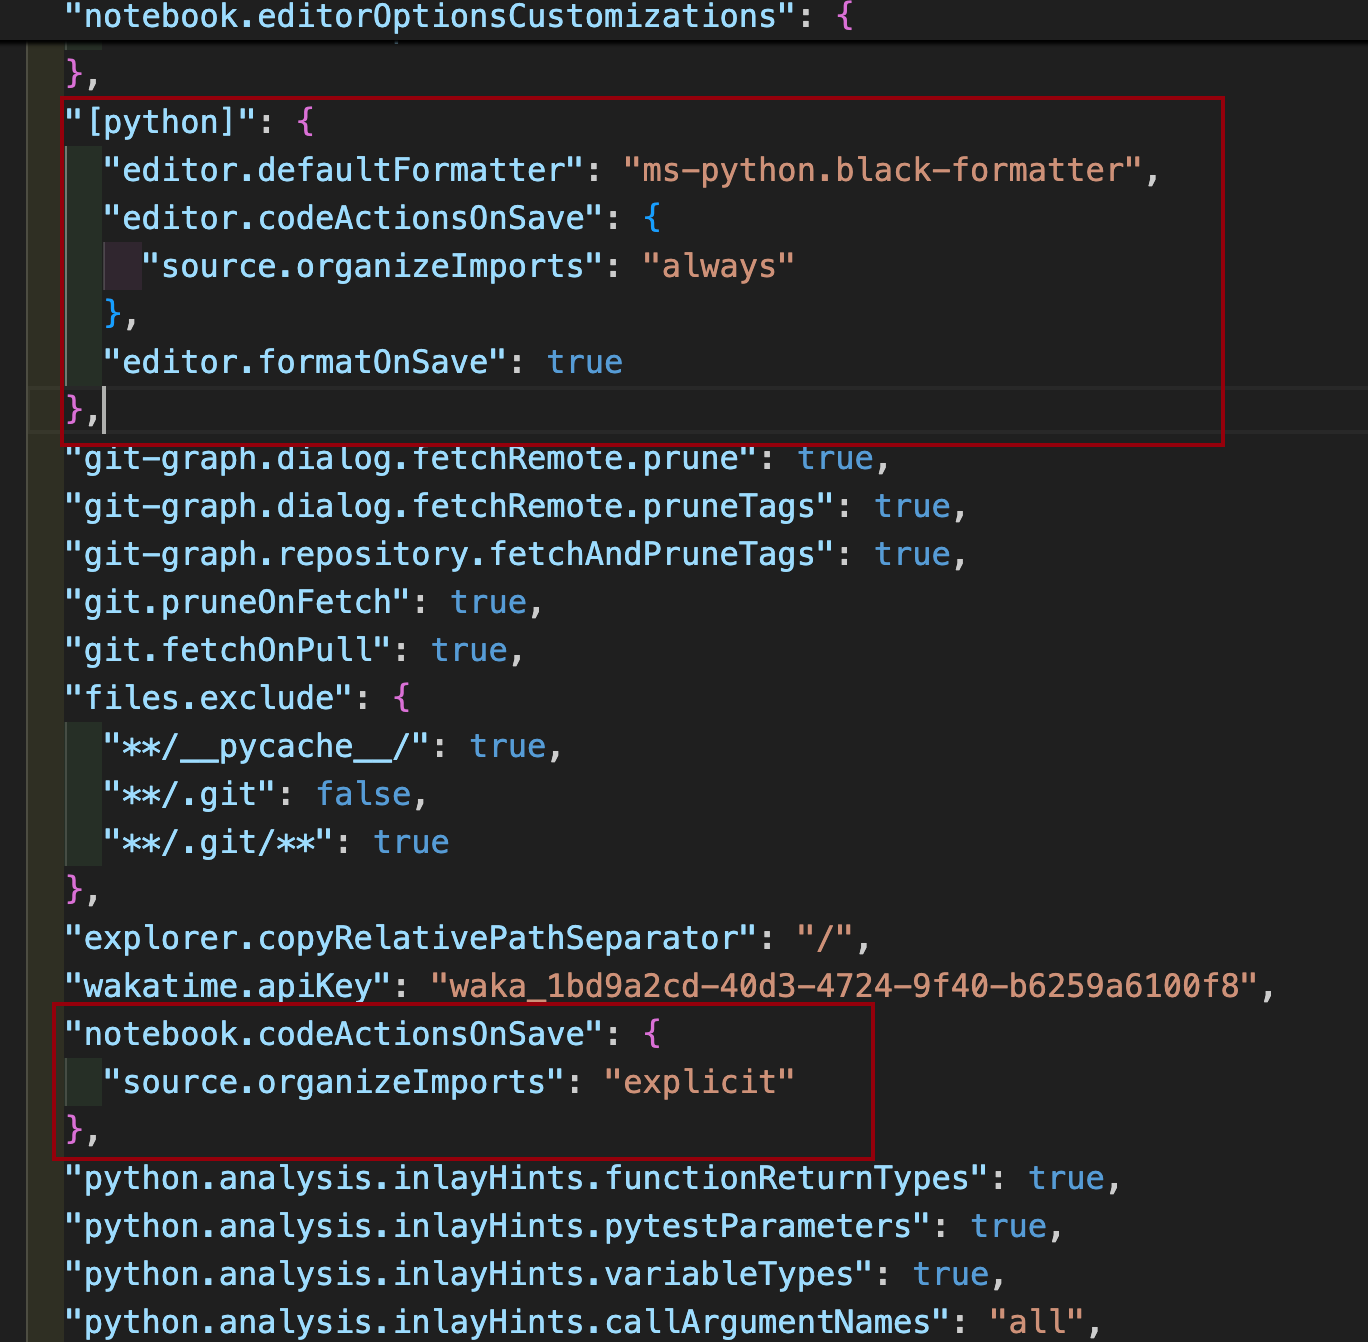 "notebook.editorOptionsCustomizations": {
},
"[python]": {
"editor.defaultFormatter": "ms-python.black-formatter",
"editor.codeActionsOnSave": {
"source.organizeImports": "always"
},
"editor.formatOnSave": true
},
"git-graph.dialog.fetchRemote.prune": true,
"git-graph.dialog.fetchRemote.pruneTags": true,
"git-graph.repository.fetchAndPruneTags": true,
"git.pruneOnFetch": true,
"git.fetchOnPull": true,
"files.exclude": {
"**/__pycache__/": true,
"**/.git": false,
"**/.git/**": true
},
"explorer.copyRelativePathSeparator": "/",
"wakatime.apiKey": "waka_1bd9a2cd-40d3-4724-9f40-b6259a6100f8",
"notebook.codeActionsOnSave": {
"source.organizeImports": "explicit"
},
"python.analysis.inlayHints.functionReturnTypes": true,
"python.analysis.inlayHints.pytestParameters": true,
"python.analysis.inlayHints.variableTypes": true,
"python.analysis.inlayHints.callArgumentNames": "all",